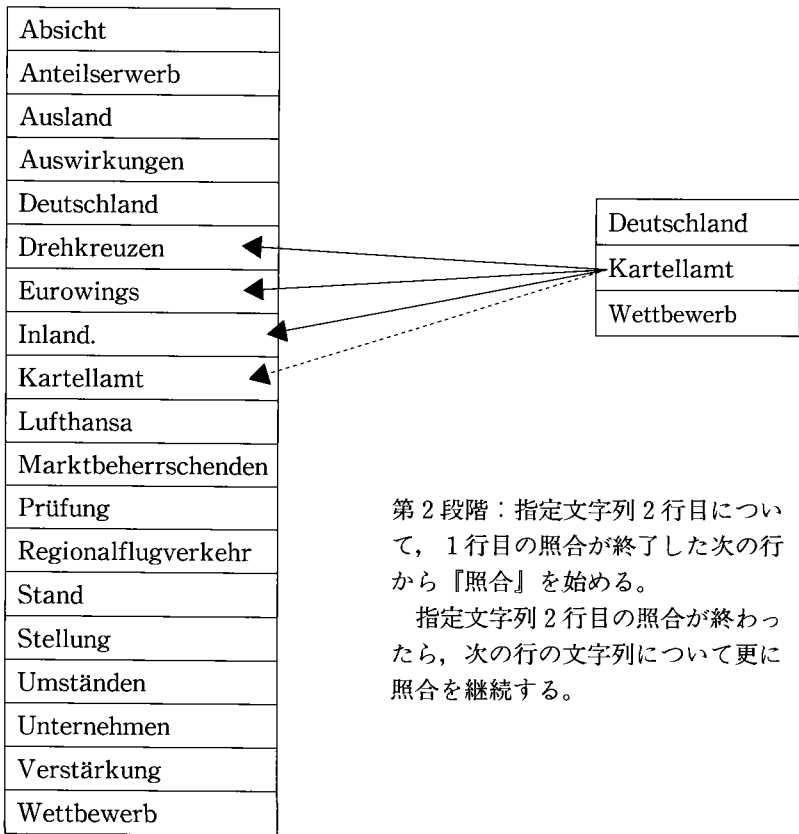 Absicht
Anteilserwerb
Ausland
Auswirkungen
Deutschland
Drehkreuzen
Eurowings
Inland.
Kartellamt
Lufthansa
Marktbeherrschenden
Prüfung
Regionalflugverkehr
Stand
Stellung
Umständen
Unternehmen
Verstärkung
Wettbewerb
Deutschland
Kartellamt
Wettbewerb
第2段階：指定文字列2行目につい
て，1行目の照合が終了した次の行
から『照合』を始める。
指定文字列2行目の照合が終わっ
たら，次の行の文字列について更に
照合を継続する。